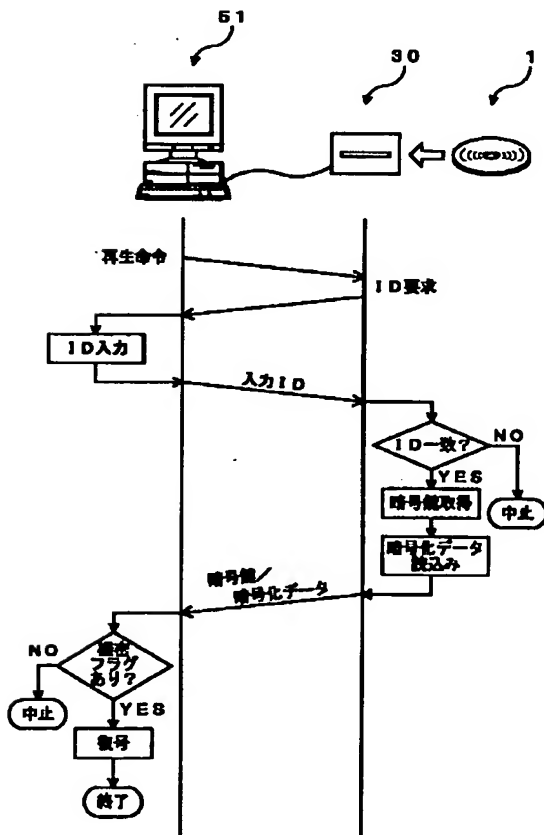 51
30
1
再生命令
ID要求
ID入力
入力ID
ID一致?
NO
YES
暗号鍵取得
中止
暗号化データ
読込み
暗号鍵/
暗号化データ
機密
フラグ
あり?
NO
YES
中止
復号
終了